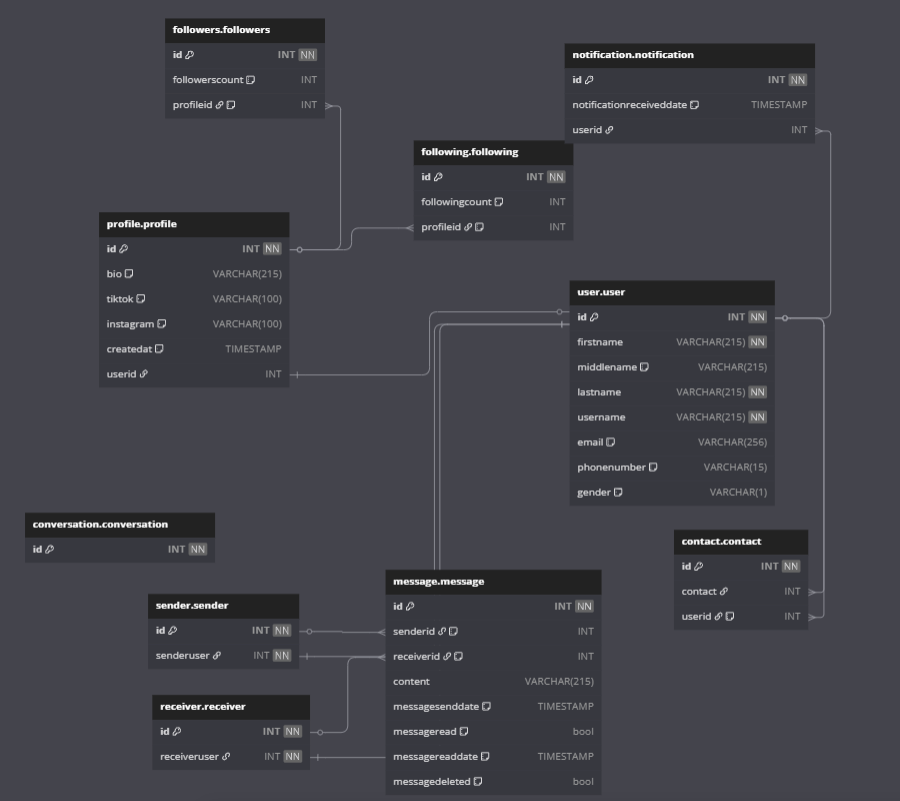 followers.followers
id INT NN
followerscount INT
profileid INT
notification.notification
id INT NN
notificationreceiveddate TIMESTAMP
userid INT
following.following
id INT NN
followingcount INT
profileid INT
profile.profile
id INT NN
bio VARCHAR(215)
tiktok VARCHAR(100)
instagram VARCHAR(100)
createdat TIMESTAMP
userid INT
user.user
id INT NN
firstname VARCHAR(215) NN
middlename VARCHAR(215)
lastname VARCHAR(215) NN
username VARCHAR(215) NN
email VARCHAR(256)
phonenumber VARCHAR(15)
gender VARCHAR(1)
conversation.conversation
id INT NN
contact.contact
id INT NN
contact INT
userid INT
message.message
id INT NN
senderid INT
receiverid INT
content VARCHAR(215)
messagesenddate TIMESTAMP
messageread bool
messagereaddate TIMESTAMP
messagedeleted bool
sender.sender
id INT NN
senderuser INT NN
receiver.receiver
id INT NN
receiveruser INT NN